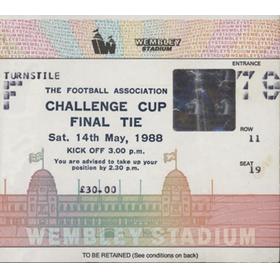 WEMBLEY
STADIUM
TURNSTILE
F
ENTRANCE
79
THE FOOTBALL ASSOCIATION
CHALLENGE CUP
FINAL TIE
Sat. 14th May, 1988
KICK OFF 3.00 p.m.
You are advised to take up your
position by 2.30 p.m.
£30.00
ROW
11
SEAT
19
WEMBLEY STADIUM
TO BE RETAINED (See conditions on back)